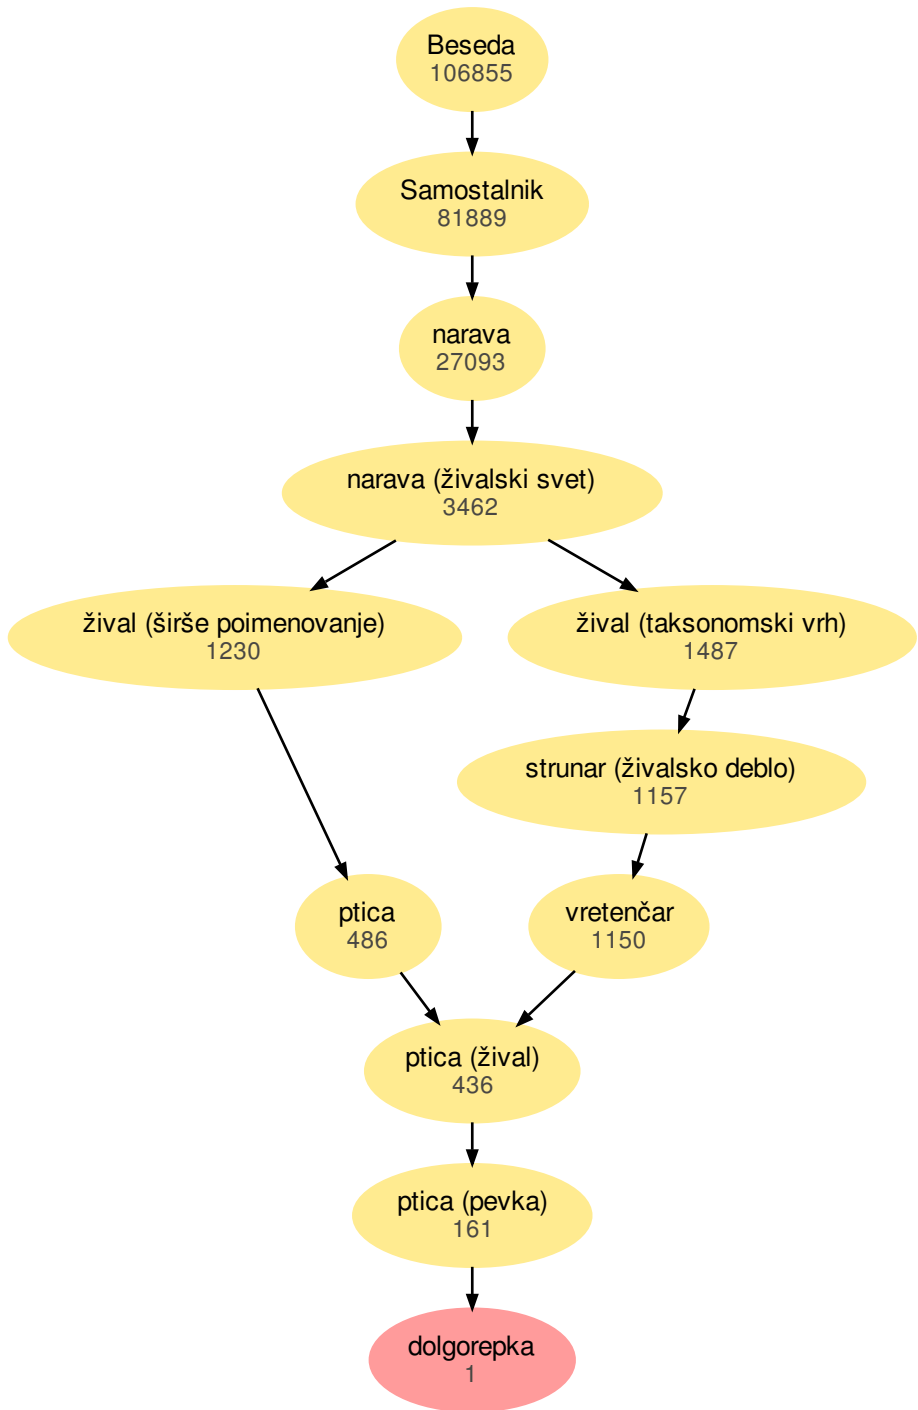 Beseda
106855
Samostalnik
81889
narava
27093
narava (živalski svet)
3462
žival (širše poimenovanje)
1230
žival (taksonomski vrh)
1487
strunar (živalsko deblo)
1157
ptica
486
vretenčar
1150
ptica (žival)
436
ptica (pevka)
161
dolgorepka
1